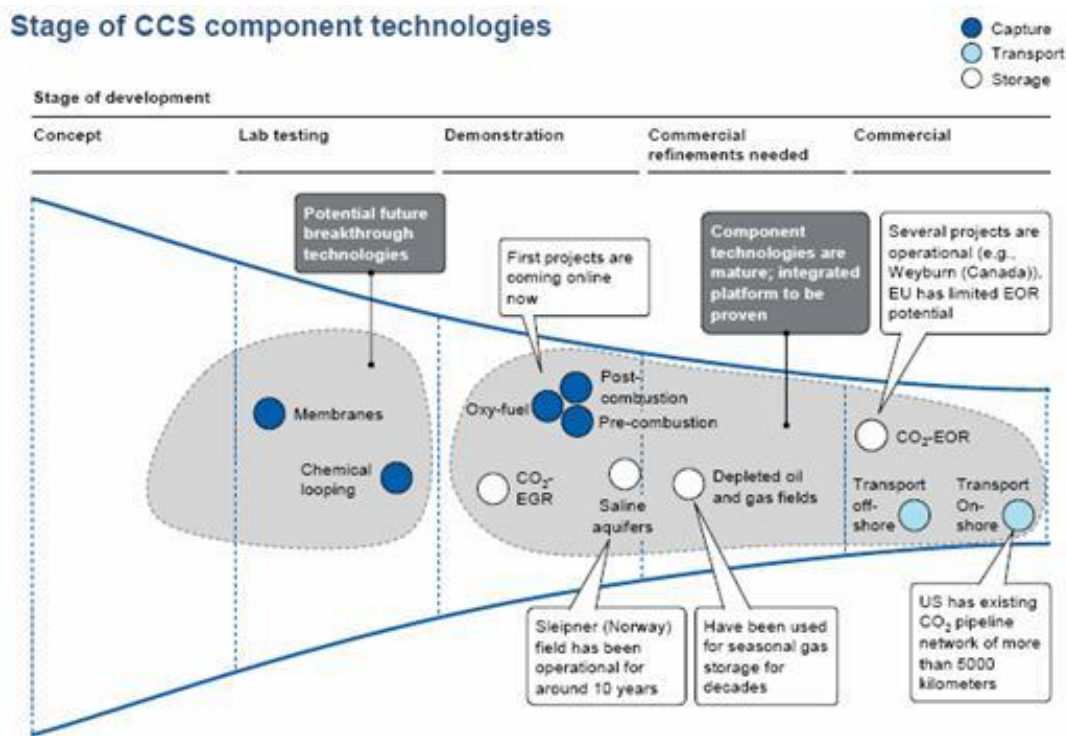 Stage of CCS component technologies
Capture
Transport
Storage
Stage of development
Concept
Lab testing
Demonstration
Commercial
refinements needed
Commercial
Potential future
breakthrough
technologies
First projects are
coming online
now
Component
technologies are
mature; integrated
platform to be
proven
Several projects are
operational (e.g.,
Weyburn (Canada)),
EU has limited EOR
potential
Membranes
Chemical
looping
Oxy-fuel
Post-
combustion
Pre-combustion
CO₂-
EGR
Saline
aquifers
Depleted oil
and gas fields
CO₂-EOR
Transport
off-
shore
Transport
On-
shore
Sleipner (Norway)
field has been
operational for
around 10 years
Have been used
for seasonal gas
storage for
decades
US has existing
CO₂ pipeline
network of more
than 5000
kilometers